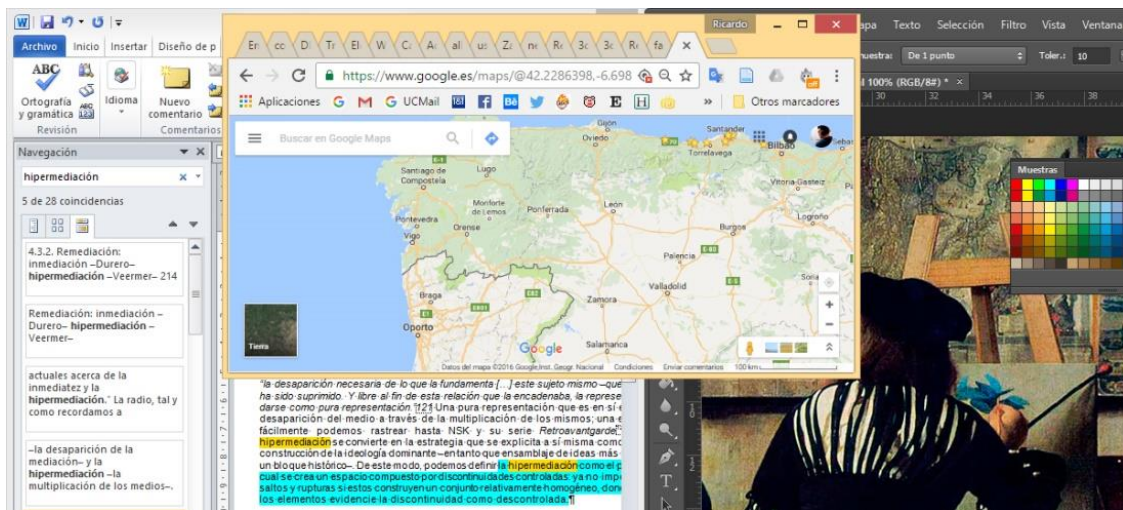 Archivo Inicio Insertar Diseño de p
ABC
Ortografía
y gramática
ABC
123
Idioma
Nuevo
comentario
Revisión
Comentarios
Navegación
hipermediación
5 de 28 coincidencias
4.3.2. Remediación:
inmediación –Durero–
hipermediación –Veermer– 214
Remediación: inmediación –
Durero– hipermediación –
Veermer–
actuales acerca de la
inmediatez y la
hipermediación." La radio, tal y
como recordamos a
–la desaparición de la
mediación– y la
hipermediación –la
multiplicación de los medios–.
Ricardo
https://www.google.es/maps/@42.2286398,-6.698
Aplicaciones
UCMail
Otros marcadores
Buscar en Google Maps
Gijón
Oviedo
Santander
Torrelavega
Bilbao
Santiago de
Compostela
Lugo
Vitoria-Gasteiz
Monforte
de Lemos
Ponferrada
León
Pontevedra
Vigo
Orense
Burgos
Logroño
Palencia
Braga
Zamora
Valladolid
Soria
Oporto
Salamanca
Tierra
Google
Datos del mapa ©2016 Google, Inst. Geogr. Nacional Condiciones Enviar comentarios 100 km
"la desaparición necesaria de lo que la fundamenta [...] este sujeto mismo –que
ha sido suprimido. Y libre al fin de esta relación que la encadenaba, la represe
darse como pura representación."121 Una pura representación que es en sí
desaparición del medio a través de la multiplicación de los mismos; una
fácilmente podemos rastrear hasta NSK y su serie Retroavantgarde
hipermediación se convierte en la estrategia que se explicita a sí misma como
construcción de la ideología dominante –en tanto que ensamblaje de ideas más
un bloque histórico–. De este modo, podemos definir la hipermediación como el p
cual se crea un espacio compuesto por discontinuidades controladas: ya no imp
saltos y rupturas si estos construyen un conjunto relativamente homogéneo, don
los elementos evidencie la discontinuidad como descontrolada.¶
apa Texto Selección Filtro Vista Ventana
uestra: De 1 punto Toler.: 10
l 100% (RGB/8#) *
30 32 34 36 38
Muestras